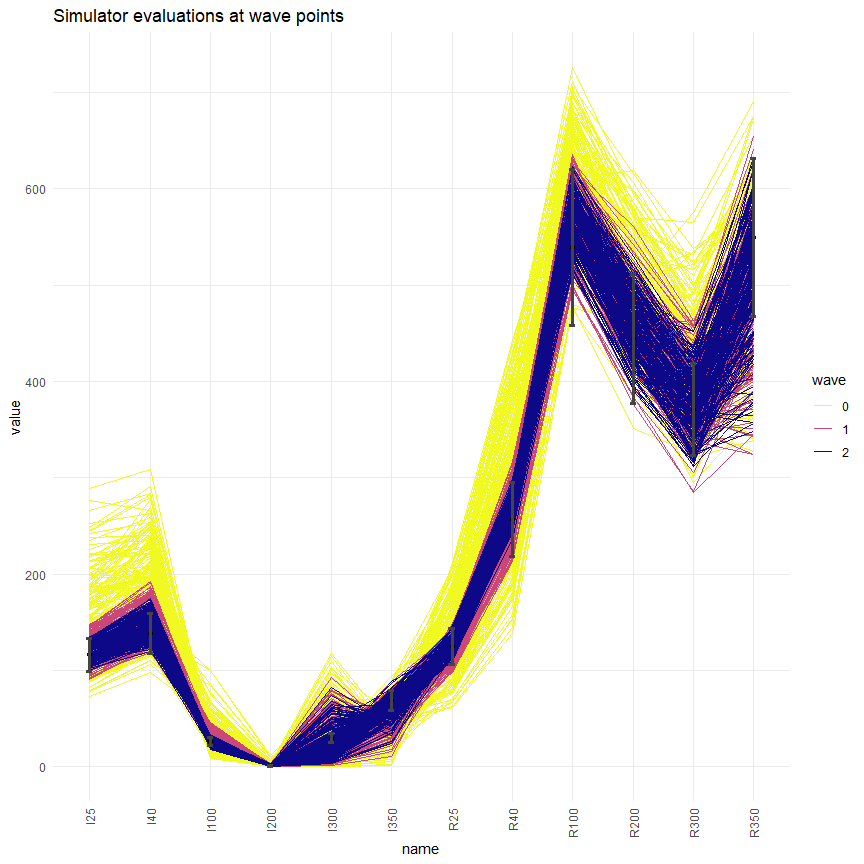 Simulator evaluations at wave points
value
600
400
200
0
I25
I40
I100
I200
I300
I350
R25
R40
R100
R200
R300
R350
name
wave
0
1
2